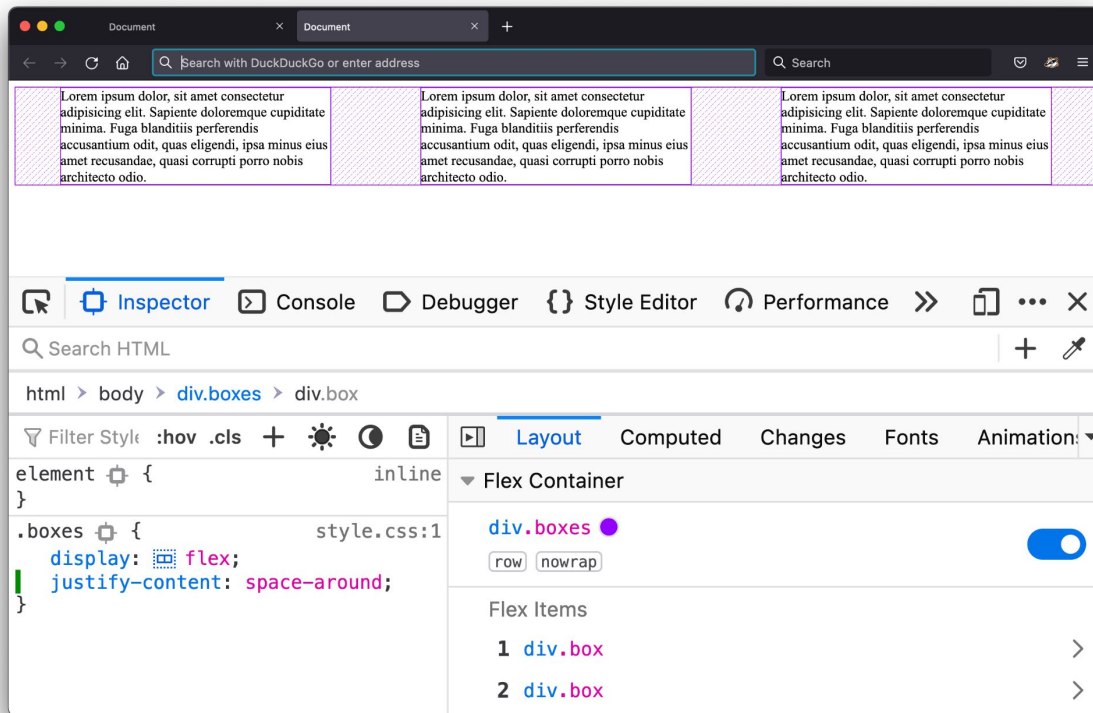 Document × Document × +
Search with DuckDuckGo or enter address Search
Lorem ipsum dolor, sit amet consectetur
adipisicing elit. Sapiente doloremque cupiditate
minima. Fuga blanditiis perferendis
accusantium odit, quas eligendi, ipsa minus eius
amet recusandae, quasi corrupti porro nobis
architecto odio.
Lorem ipsum dolor, sit amet consectetur
adipisicing elit. Sapiente doloremque cupiditate
minima. Fuga blanditiis perferendis
accusantium odit, quas eligendi, ipsa minus eius
amet recusandae, quasi corrupti porro nobis
architecto odio.
Lorem ipsum dolor, sit amet consectetur
adipisicing elit. Sapiente doloremque cupiditate
minima. Fuga blanditiis perferendis
accusantium odit, quas eligendi, ipsa minus eius
amet recusandae, quasi corrupti porro nobis
architecto odio.
Inspector Console Debugger {} Style Editor Performance
Search HTML
html > body > div.boxes > div.box
Filter Style :hov .cls +
element { inline
}
.boxes { style.css:1
display: flex;
justify-content: space-around;
}
Layout Computed Changes Fonts Animations
Flex Container
div.boxes
row nowrap
Flex Items
1 div.box
2 div.box